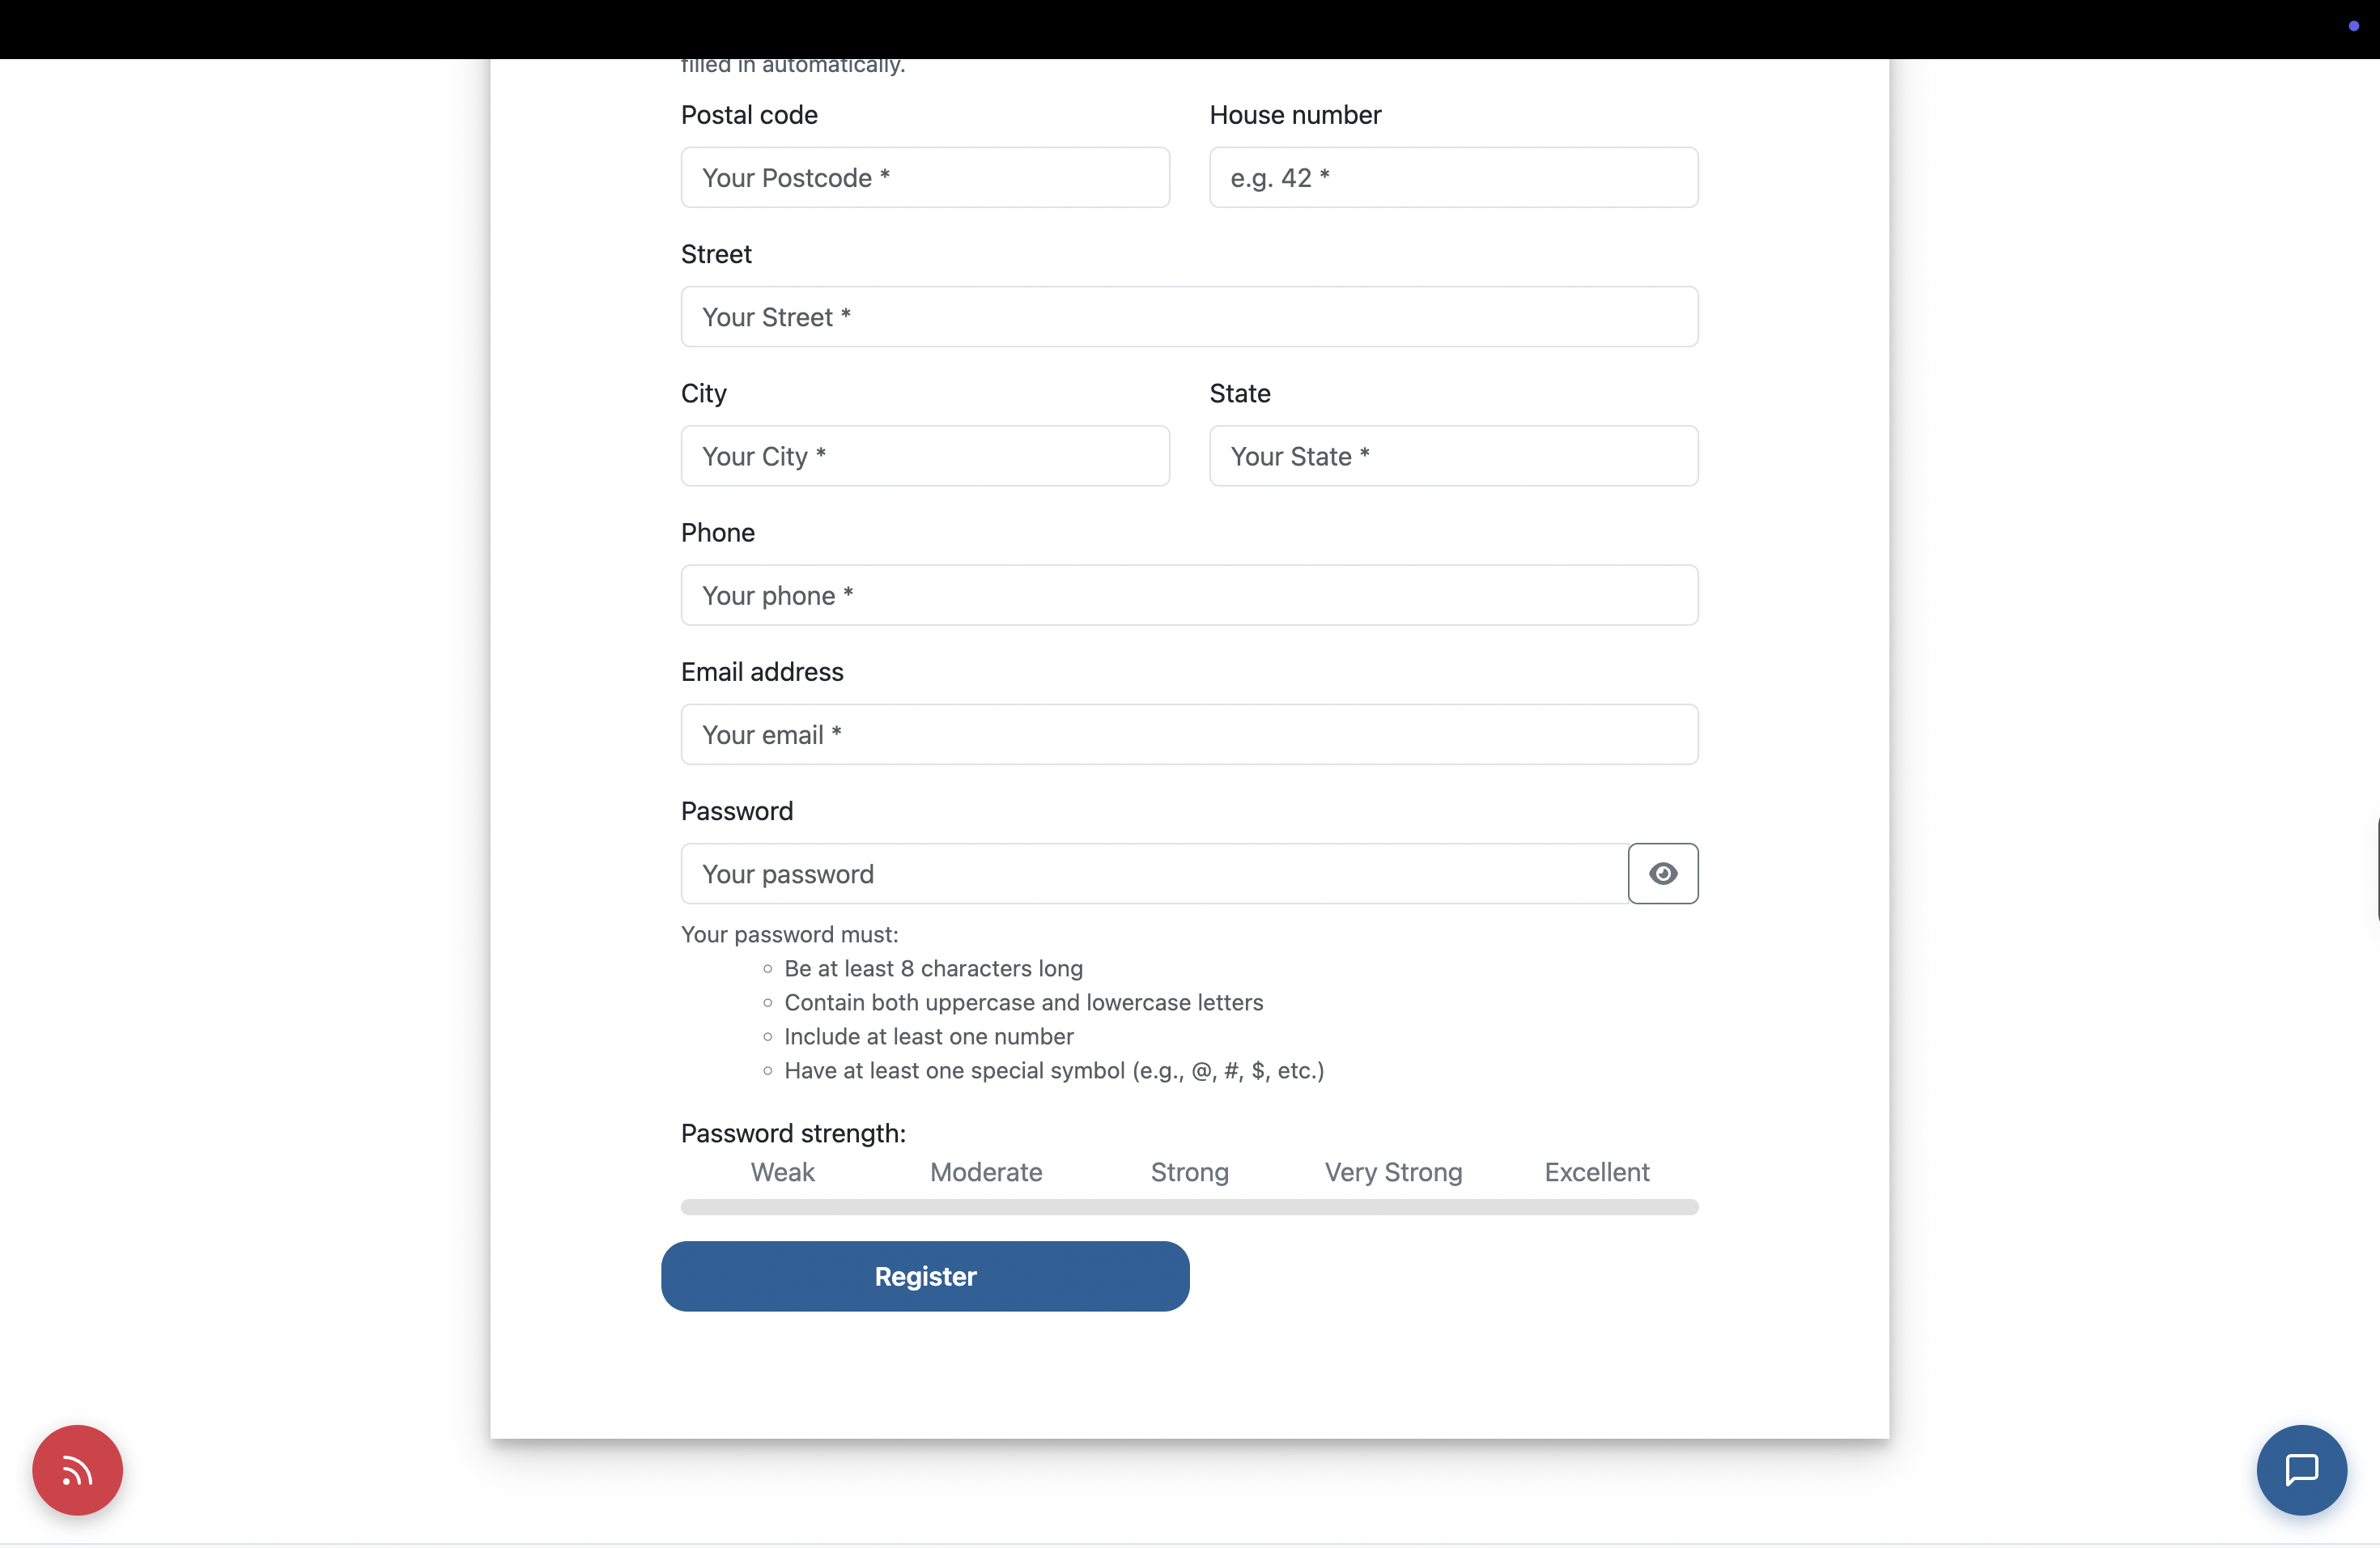 filled in automatically.
Postal code House number
Your Postcode * e.g. 42 *
Street
Your Street *
City State
Your City * Your State *
Phone
Your phone *
Email address
Your email *
Password
Your password
Your password must:
Be at least 8 characters long
Contain both uppercase and lowercase letters
Include at least one number
Have at least one special symbol (e.g., @, #, $, etc.)
Password strength:
Weak Moderate Strong Very Strong Excellent
Register